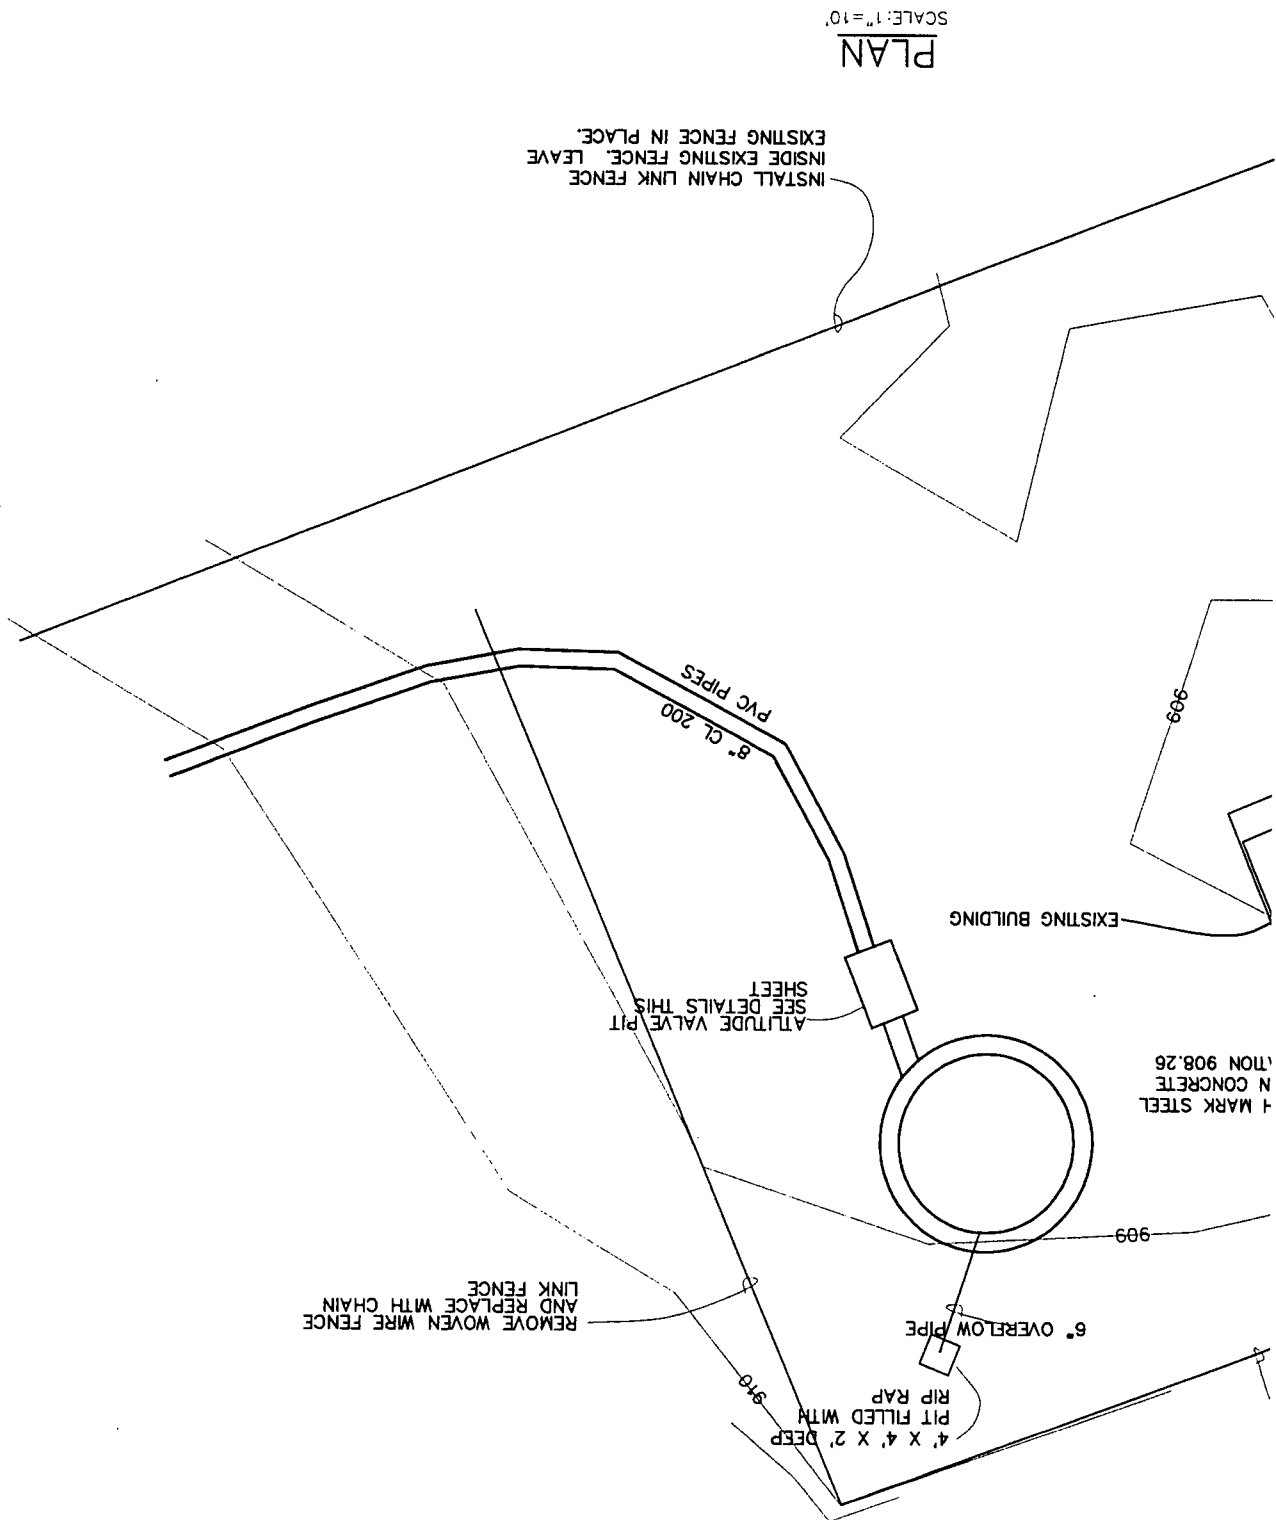 910
4' X 4' X 2' DEEP
PIT FILLED WITH
RIP RAP
6" OVERFLOW PIPE
REMOVE WOVEN WIRE FENCE
AND REPLACE WITH CHAIN
LINK FENCE
909
H MARK STEEL
N CONCRETE
ATION 908.26
ATLITUDE VALVE PIT
SEE DETAILS THIS
SHEET
EXISTING BUILDING
8" CL 200
PVC PIPES
909
INSTALL CHAIN LINK FENCE
INSIDE EXISTING FENCE. LEAVE
EXISTING FENCE IN PLACE.
PLAN
SCALE: 1"=10'